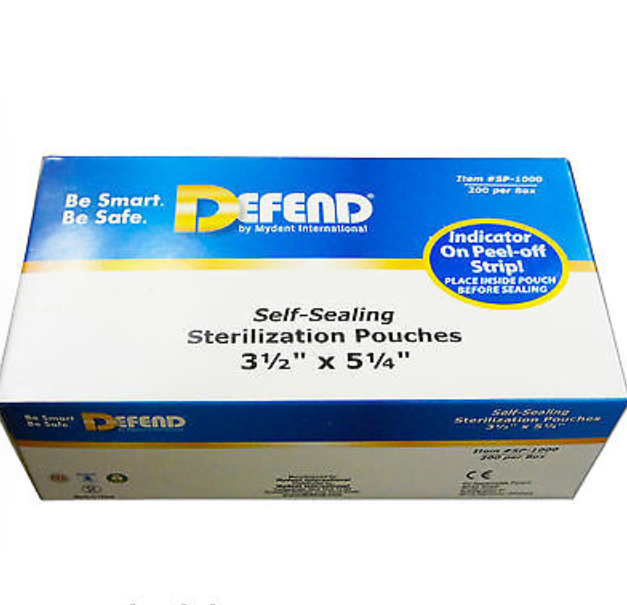 Be Smart.
Be Safe.
DEFEND®
by Mydent International
Item #SP-1000
200 per Box
Indicator
On Peel-off
Strip!
PLACE INSIDE POUCH
BEFORE SEALING
Self-Sealing
Sterilization Pouches
3½" x 5¼"
Be Smart
Be Safe
DEFEND
Self-Sealing
Sterilization Pouches
3½" x 5¼"
Item #SP-1000
200 per Box
Mydent International
CE